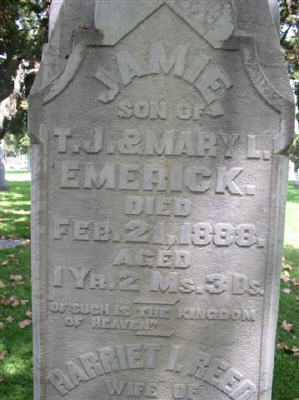 JAMIE,
SON OF
T.J. & MARY L.
EMERICK.
DIED
FEB. 21, 1888.
AGED
1 YR. 2 Ms. 3 Ds.
OF SUCH IS THE KINGDOM
OF HEAVEN."
HARRIET I. REED
WIFE OF